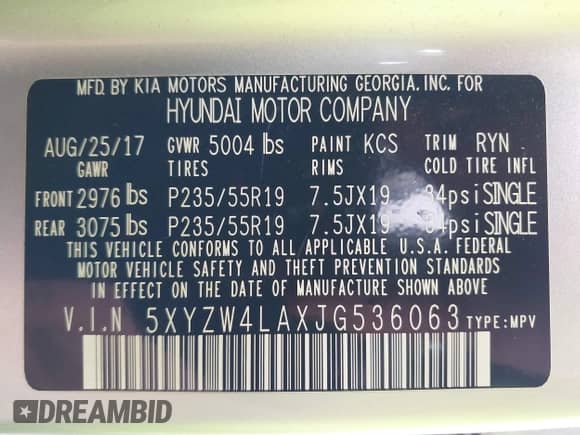 MFD. BY KIA MOTORS MANUFACTURING GEORGIA, INC. FOR
HYUNDAI MOTOR COMPANY
AUG/25/17 GVWR 5004 lbs PAINT KCS TRIM RYN
GAWR TIRES RIMS COLD TIRE INFL
FRONT 2976 lbs P235/55R19 7.5JX19 34psi SINGLE
REAR 3075 lbs P235/55R19 7.5JX19 34psi SINGLE
THIS VEHICLE CONFORMS TO ALL APPLICABLE U.S.A. FEDERAL
MOTOR VEHICLE SAFETY AND THEFT PREVENTION STANDARDS
IN EFFECT ON THE DATE OF MANUFACTURE SHOWN ABOVE.
V.I.N 5XYZW4LAXJG536063 TYPE:MPV
DREAMBID